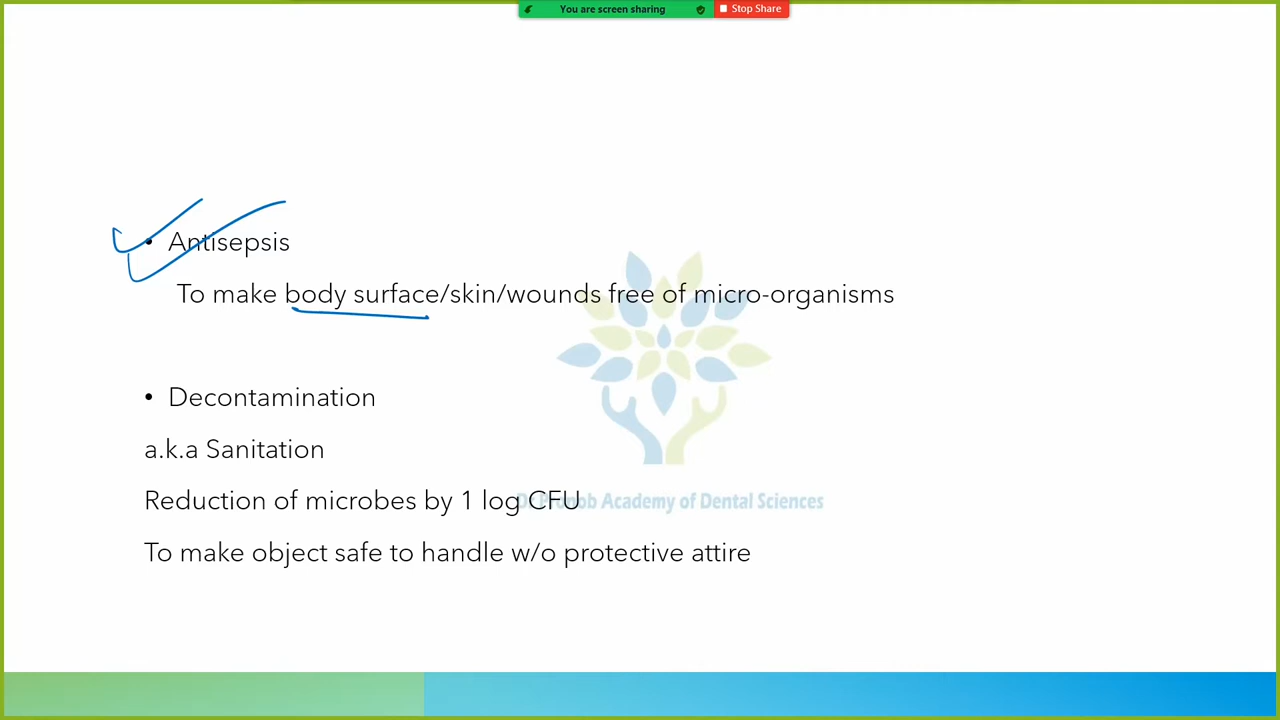 You are screen sharing
Stop Share
• Antisepsis
To make body surface/skin/wounds free of micro-organisms
• Decontamination
a.k.a Sanitation
Reduction of microbes by 1 log CFU
Academy of Dental Sciences
To make object safe to handle w/o protective attire